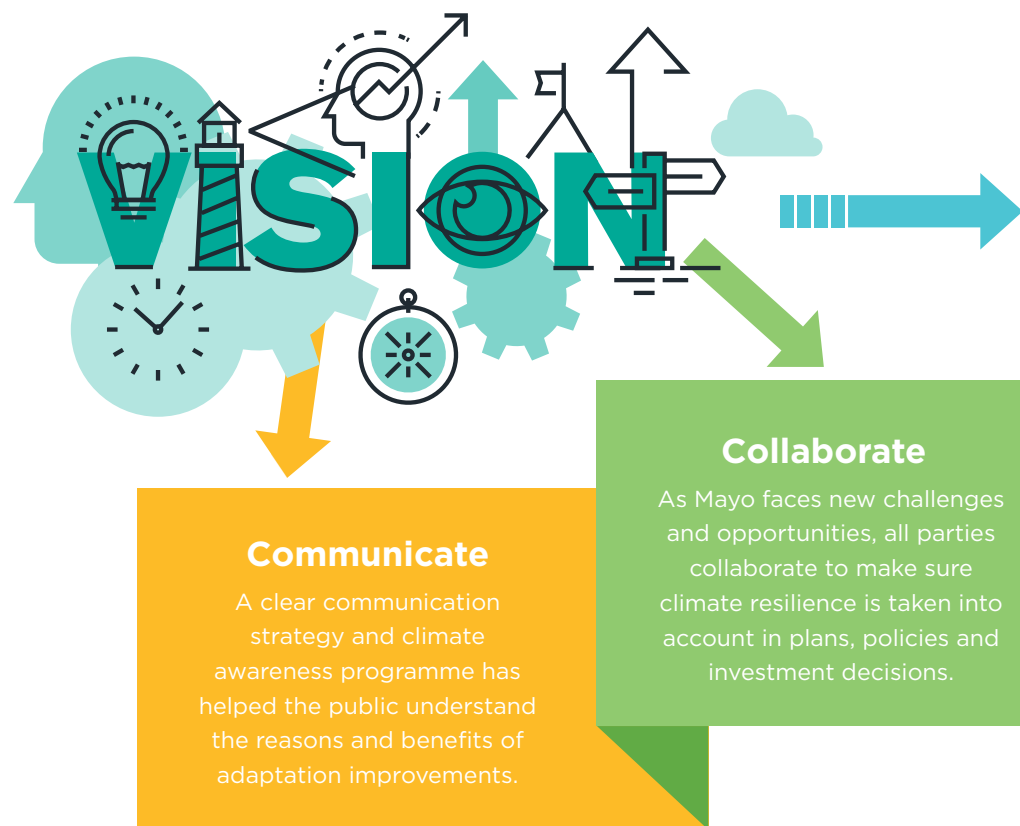 VISION
Collaborate
As Mayo faces new challenges
and opportunities, all parties
collaborate to make sure
climate resilience is taken into
account in plans, policies and
investment decisions.
Communicate
A clear communication
strategy and climate
awareness programme has
helped the public understand
the reasons and benefits of
adaptation improvements.